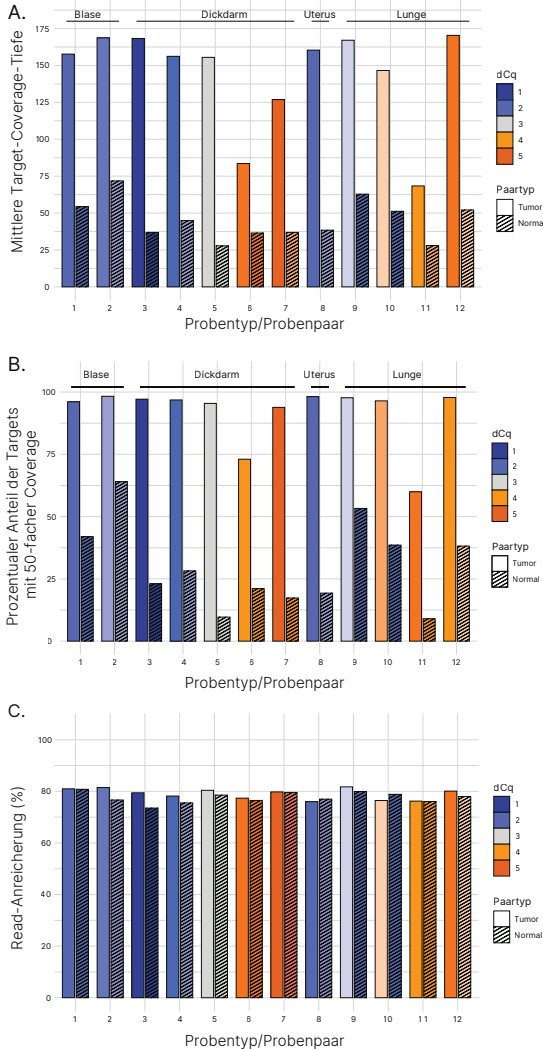 A.
Blase Dickdarm Uterus Lunge
Mittlere Target-Coverage-Tiefe
175
150
125
100
75
50
25
0
1 2 3 4 5 6 7 8 9 10 11 12
Probentyp/Probenpaar
dCq
1
2
3
4
5
Paartyp
Tumor
Normal
B.
Blase Dickdarm Uterus Lunge
Prozentualer Anteil der Targets
mit 50-facher Coverage
100
75
50
25
0
1 2 3 4 5 6 7 8 9 10 11 12
Probentyp/Probenpaar
dCq
1
2
3
4
5
Paartyp
Tumor
Normal
C.
Read-Anreicherung (%)
100
80
60
40
20
0
1 2 3 4 5 6 7 8 9 10 11 12
Probentyp/Probenpaar
dCq
1
2
3
4
5
Paartyp
Tumor
Normal